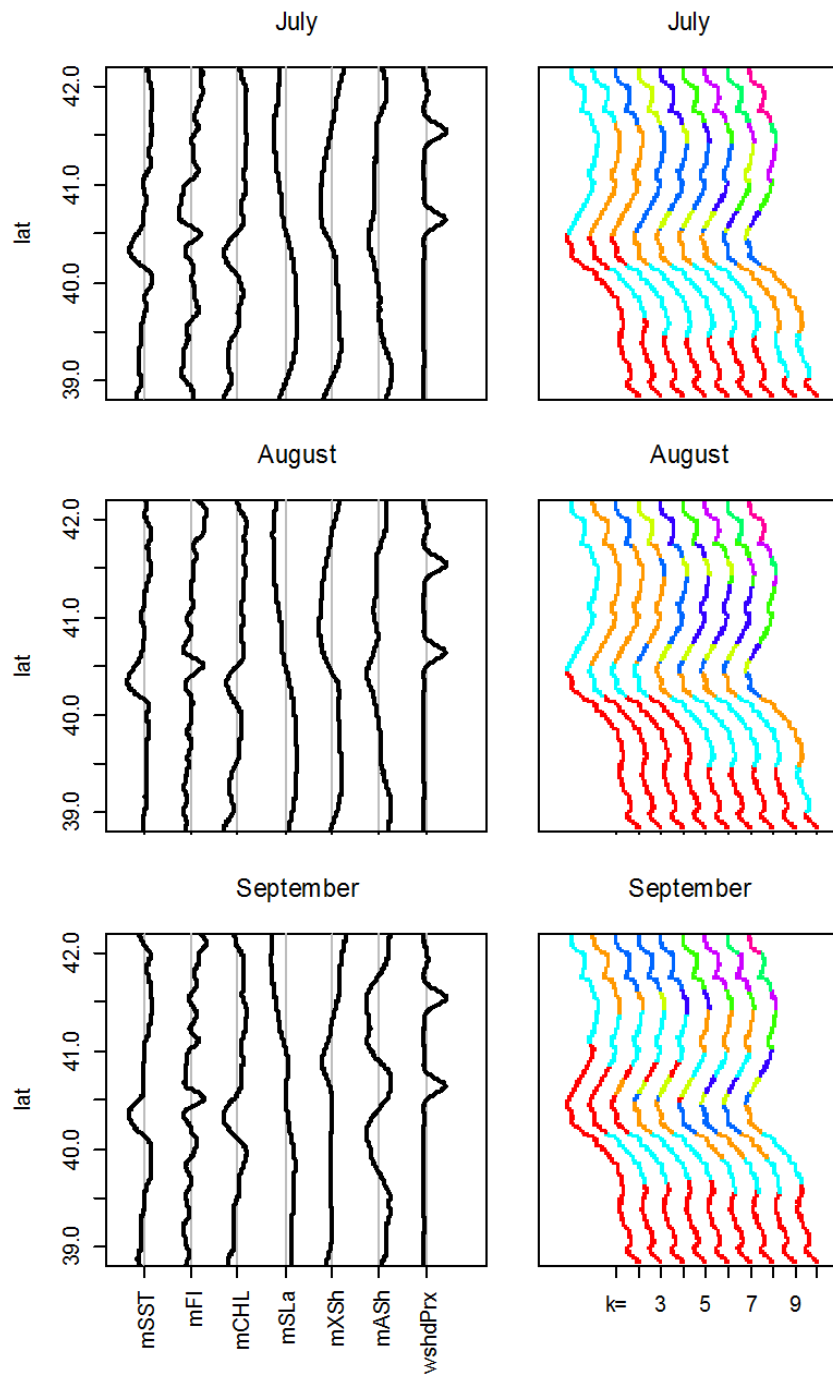 July July
lat 42.0 41.0 40.0 39.0
August August
lat 42.0 41.0 40.0 39.0
September September
lat 42.0 41.0 40.0 39.0
mSST mFI mCHL mSLa mXSh mASh wshdPrx k= 3 5 7 9